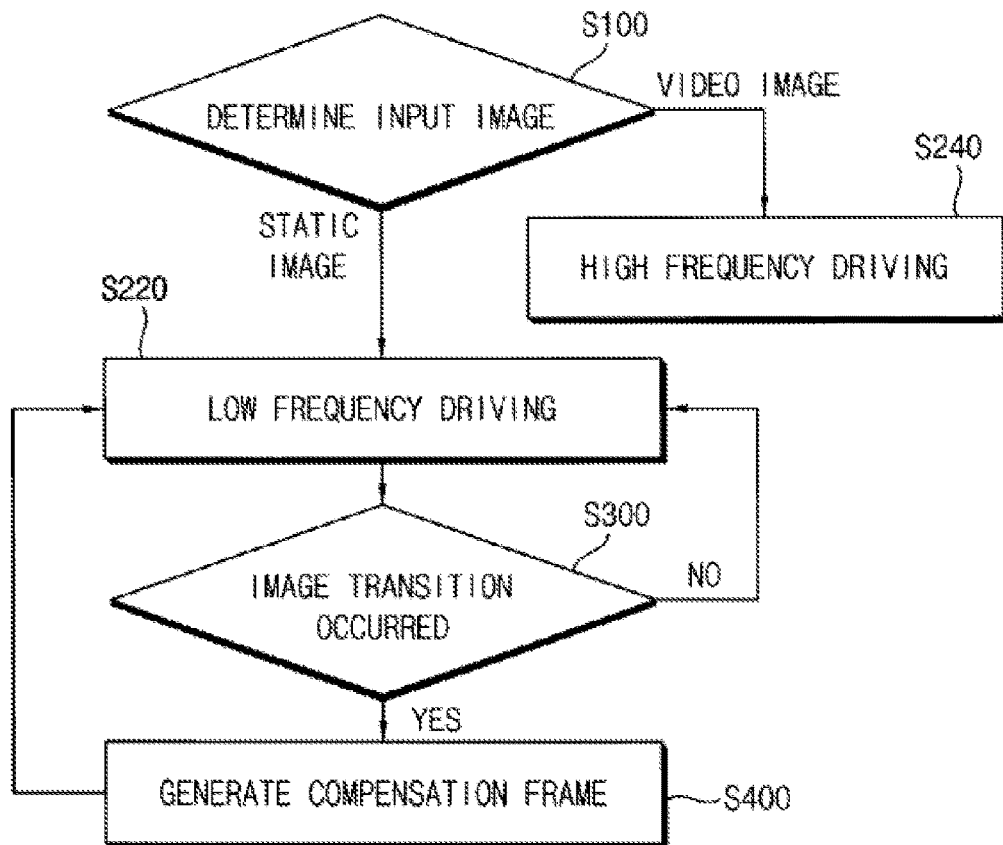 S100
DETERMINE INPUT IMAGE
VIDEO IMAGE
S240
HIGH FREQUENCY DRIVING
STATIC
IMAGE
S220
LOW FREQUENCY DRIVING
S300
IMAGE TRANSITION
OCCURRED
NO
YES
GENERATE COMPENSATION FRAME
S400